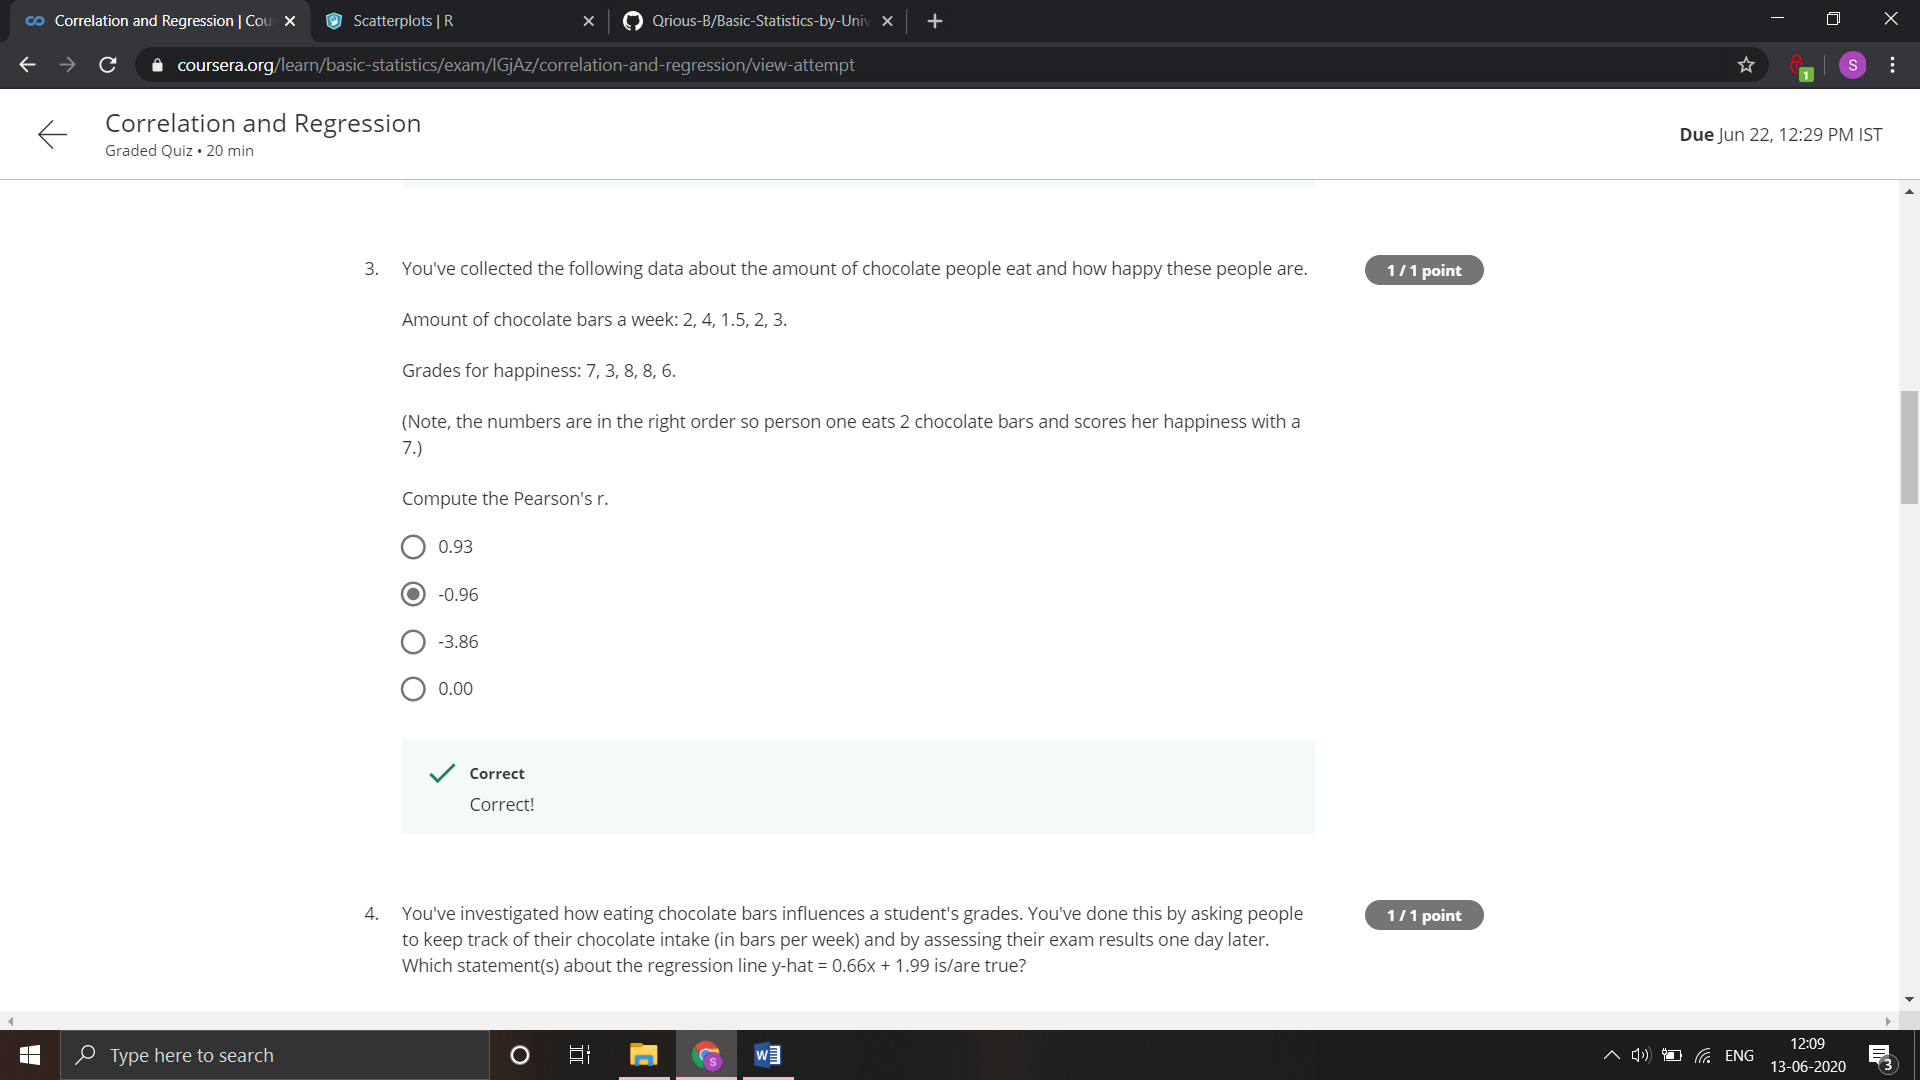 Correlation and Regression | Cou
Scatterplots | R
Qrious-B/Basic-Statistics-by-Univ
coursera.org/learn/basic-statistics/exam/IGjAz/correlation-and-regression/view-attempt
1
S
Correlation and Regression
Graded Quiz • 20 min
Due Jun 22, 12:29 PM IST
3. You've collected the following data about the amount of chocolate people eat and how happy these people are.
1 / 1 point
Amount of chocolate bars a week: 2, 4, 1.5, 2, 3.
Grades for happiness: 7, 3, 8, 8, 6.
(Note, the numbers are in the right order so person one eats 2 chocolate bars and scores her happiness with a
7.)
Compute the Pearson's r.
0.93
-0.96
-3.86
0.00
Correct
Correct!
4. You've investigated how eating chocolate bars influences a student's grades. You've done this by asking people
1 / 1 point
to keep track of their chocolate intake (in bars per week) and by assessing their exam results one day later.
Which statement(s) about the regression line y-hat = 0.66x + 1.99 is/are true?
Type here to search
S
W
ENG
12:09
13-06-2020
3